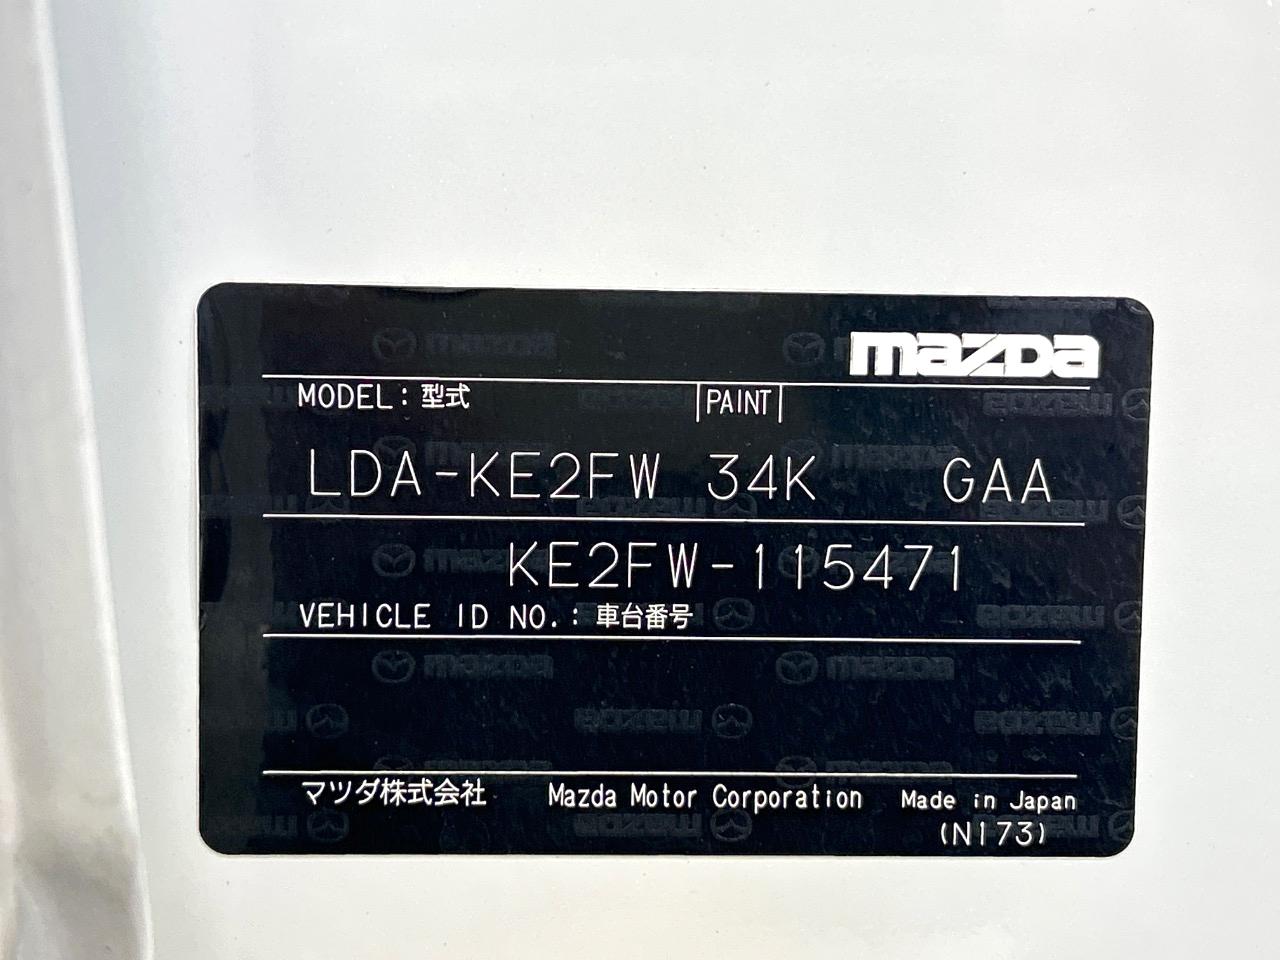 mazda
MODEL: 型式 PAINT
LDA-KE2FW 34K GAA
KE2FW-115471
VEHICLE ID NO.: 車台番号
マツダ株式会社 Mazda Motor Corporation Made in Japan
(N173)